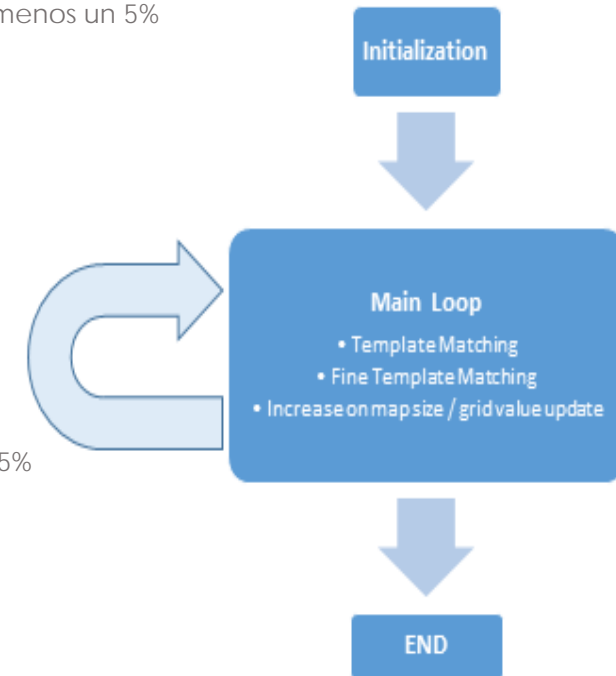 menos un 5%
Initialization
Main Loop
• Template Matching
• Fine Template Matching
• Increase on map size / grid value update
5%
END